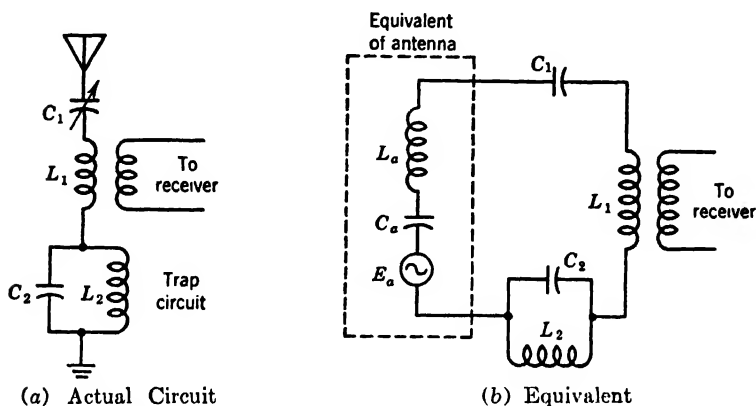 Equivalent
of antenna
C₁
L₁
To
receiver
C₂
L₂
Trap
circuit
(a) Actual Circuit
C₁
Lₐ
Cₐ
Eₐ
L₁
To
receiver
C₂
L₂
(b) Equivalent